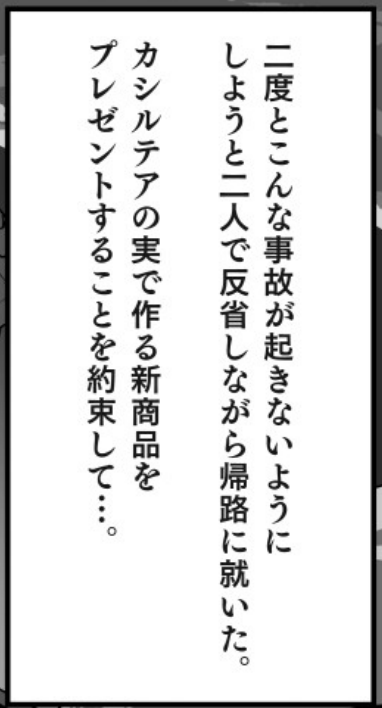 二度とこんな事故が起きないように
しようと二人で反省しながら帰路に就いた。
カシルテアの実で作る新商品を
プレゼントすることを約束して…。